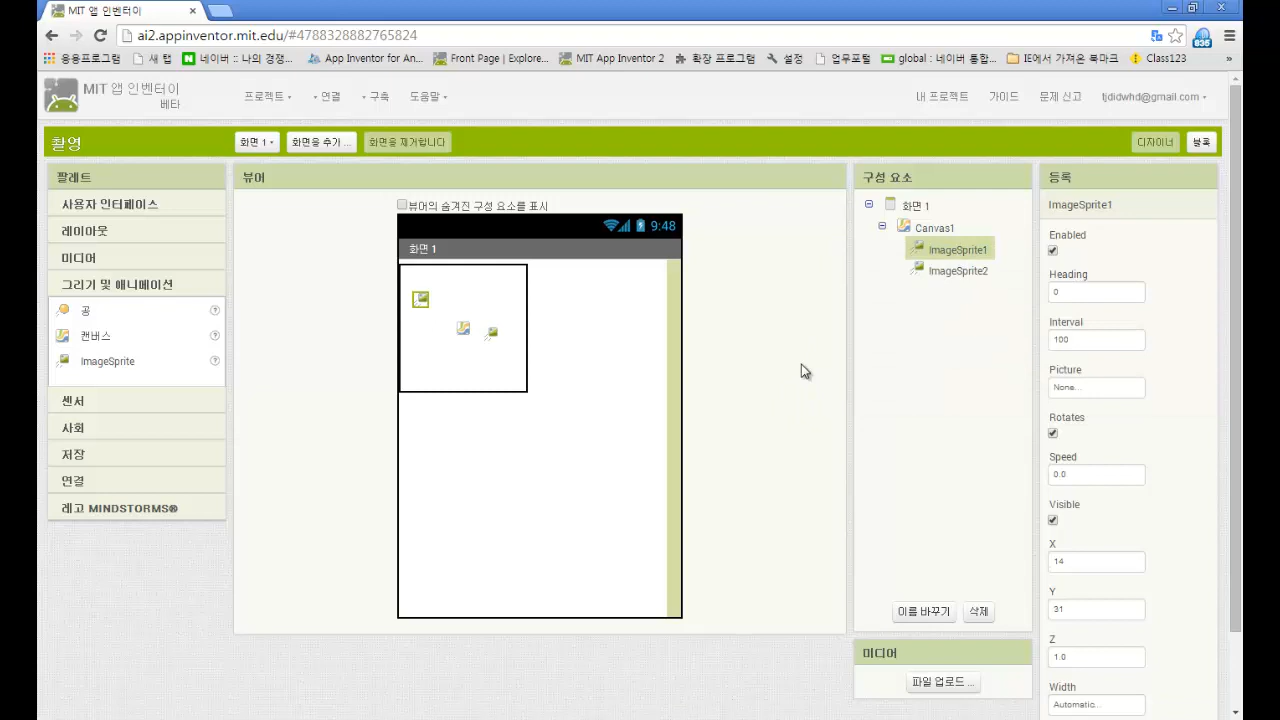 MIT 앱 인벤터이
ai2.appinventor.mit.edu/#4788328882765824
835
응용프로그램
새 탭
네이버 :: 나의 경쟁...
App Inventor for An...
Front Page | Explore...
MIT App Inventor 2
확장 프로그램
설정
업무포털
global : 네이버 통합...
IE에서 가져온 북마크
Class123
»
MIT 앱 인벤터이
베타
프로젝트
연결
구축
도움말
내 프로젝트
가이드
문제 신고
tjdidwhd@gmail.com
촬영
화면 1
화면을 추가 ...
화면을 제거합니다
디자이너
블록
팔레트
사용자 인터페이스
레이아웃
미디어
그리기 및 애니메이션
공
캔버스
ImageSprite
센서
사회
저장
연결
레고 MINDSTORMS®
뷰어
뷰어의 숨겨진 구성 요소를 표시
9:48
화면 1
구성 요소
화면 1
Canvas1
ImageSprite1
ImageSprite2
이름 바꾸기
삭제
미디어
파일 업로드 ...
등록
ImageSprite1
Enabled
Heading
0
Interval
100
Picture
None...
Rotates
Speed
0.0
Visible
X
14
Y
31
Z
1.0
Width
Automatic...